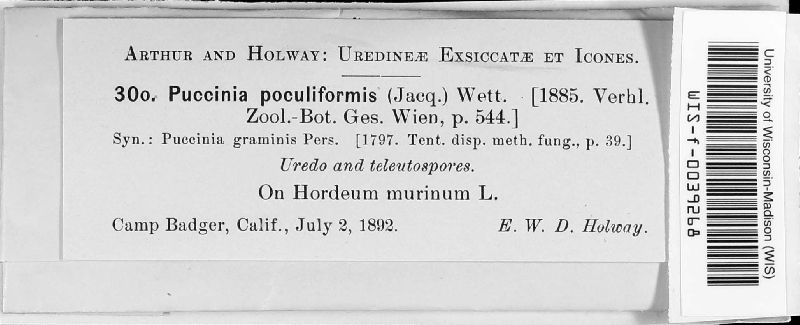 ARTHUR AND HOLWAY: UREDINEÆ EXSICCATÆ ET ICONES.
30o. Puccinia poculiformis (Jacq.) Wett. [1885. Verhl.
Zool.-Bot. Ges. Wien, p. 544.]
Syn.: Puccinia graminis Pers. [1797. Tent. disp. meth. fung., p. 39.]
Uredo and teleutospores.
On Hordeum murinum L.
Camp Badger, Calif., July 2, 1892. E. W. D. Holway.
University of Wisconsin-Madison (WIS)
WIS-f-0039268